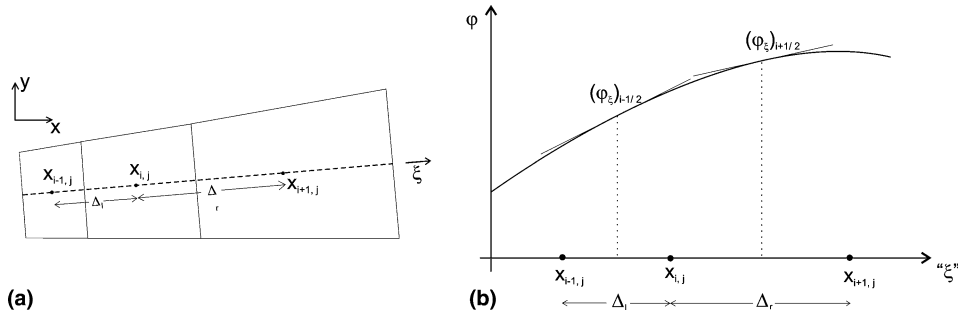 y
x
x_{i-1, j}
x_{i, j}
x_{i+1, j}
ξ
Δ_l
Δ_r
(a)
φ
(φ_ξ)_{i-1/2}
(φ_ξ)_{i+1/2}
x_{i-1, j}
x_{i, j}
x_{i+1, j}
“ξ”
Δ_l
Δ_r
(b)